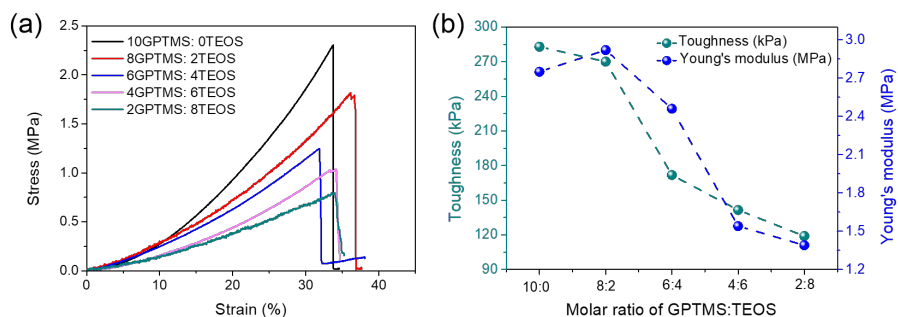 (a)
2.5
2.0
1.5
1.0
0.5
0.0
Stress (MPa)
10GPTMS: 0TEOS
8GPTMS: 2TEOS
6GPTMS: 4TEOS
4GPTMS: 6TEOS
2GPTMS: 8TEOS
0 10 20 30 40
Strain (%)
(b)
300
270
240
210
180
150
120
90
Toughness (kPa)
Toughness (kPa)
Young's modulus (MPa)
3.0
2.7
2.4
2.1
1.8
1.5
1.2
Young's modulus (MPa)
10:0 8:2 6:4 4:6 2:8
Molar ratio of GPTMS:TEOS